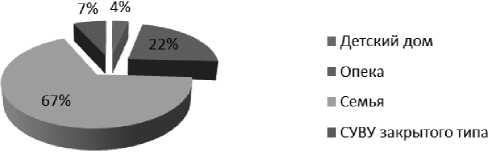 7%
4%
22%
67%
Детский дом
Опека
Семья
СУВУ закрытого типа